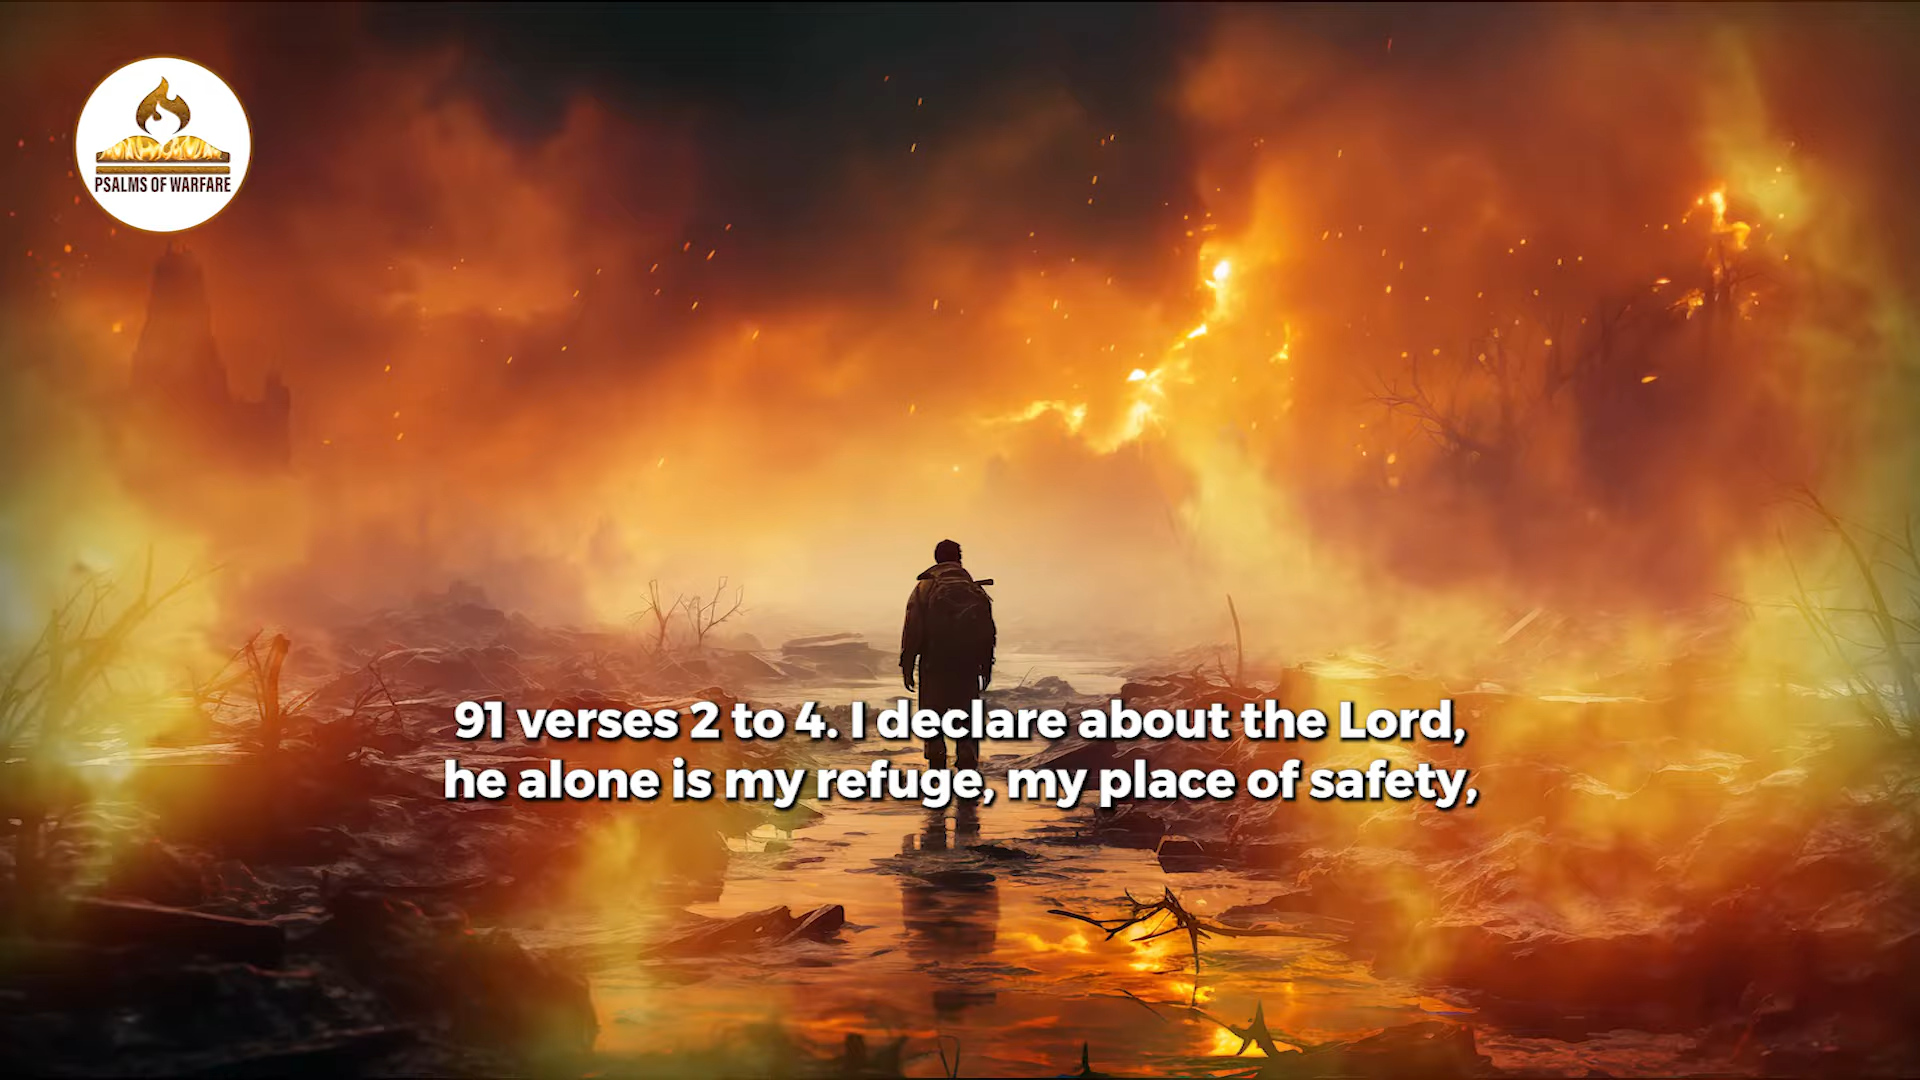 PSALMS OF WARFARE
91 verses 2 to 4. I declare about the Lord,
he alone is my refuge, my place of safety,